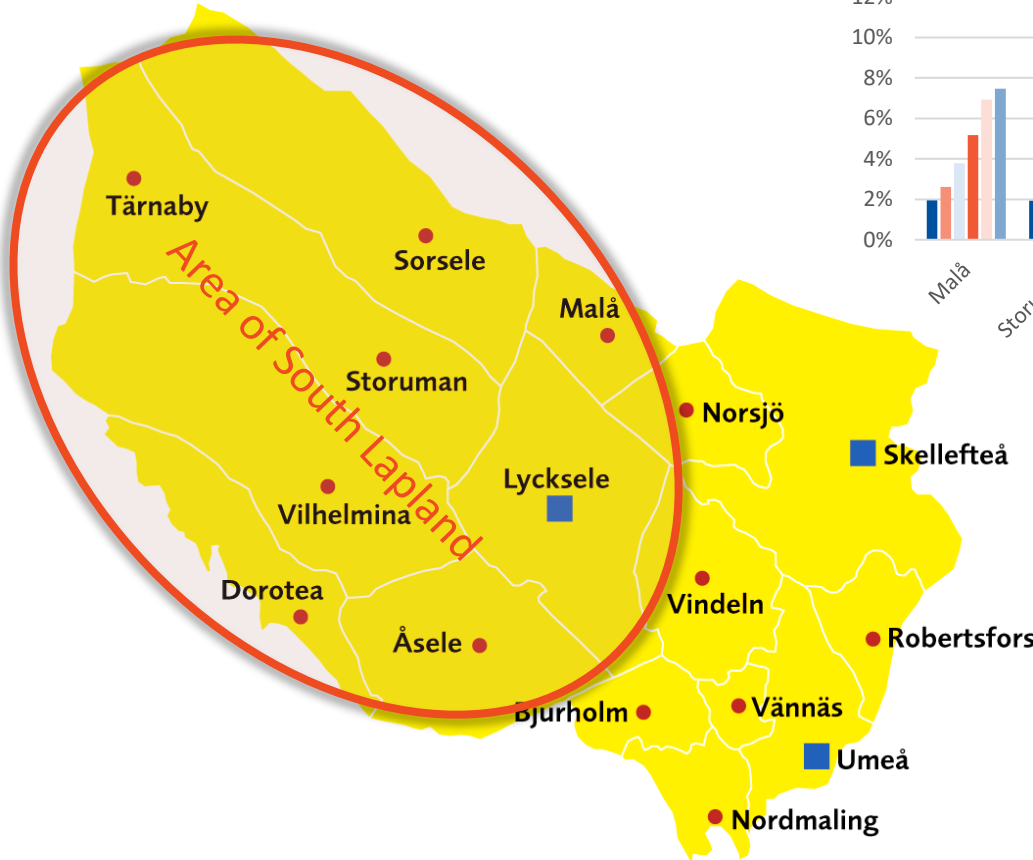 12%
10%
8%
6%
4%
2%
0%
Malå
Tärnaby
Sorsele
Malå
Area of South Lapland
Storuman
Norsjö
Skellefteå
Lycksele
Vilhelmina
Dorotea
Vindeln
Åsele
Robertsfors
Bjurholm
Vännäs
Umeå
Nordmaling